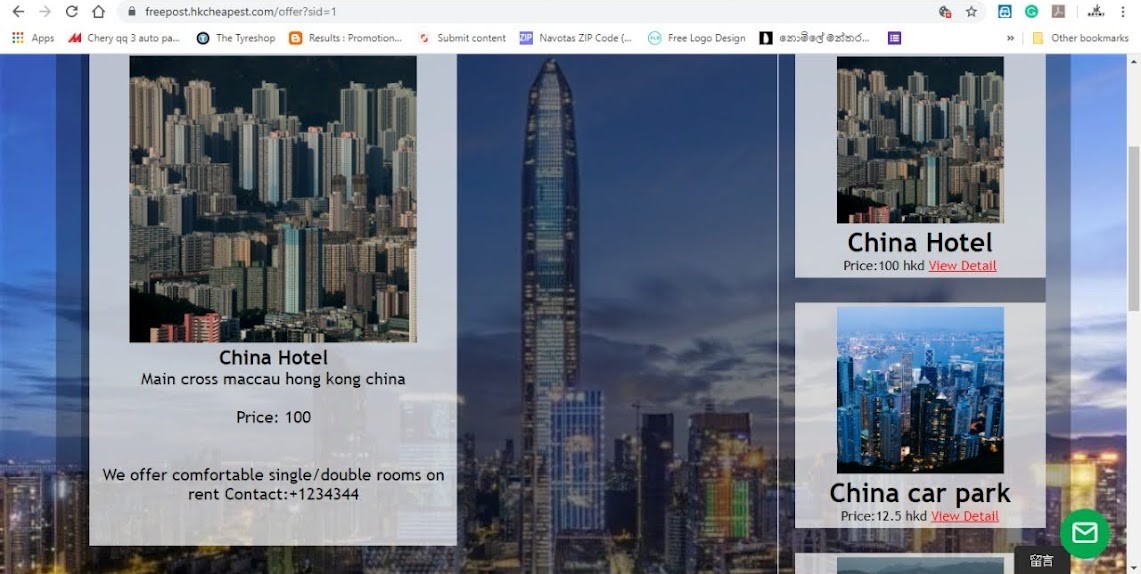 freepost.hkcheapest.com/offer?sid=1
Apps
Chery qq 3 auto pa...
The Tyreshop
Results : Promotion...
Submit content
ZIP
Navotas ZIP Code (...
Free Logo Design
නොමිලේ මන්තර...
»
Other bookmarks
China Hotel
Main cross maccau hong kong china
Price: 100
We offer comfortable single/double rooms on
rent Contact:+1234344
China Hotel
Price:100 hkd View Detail
China car park
Price:12.5 hkd View Detail
留言